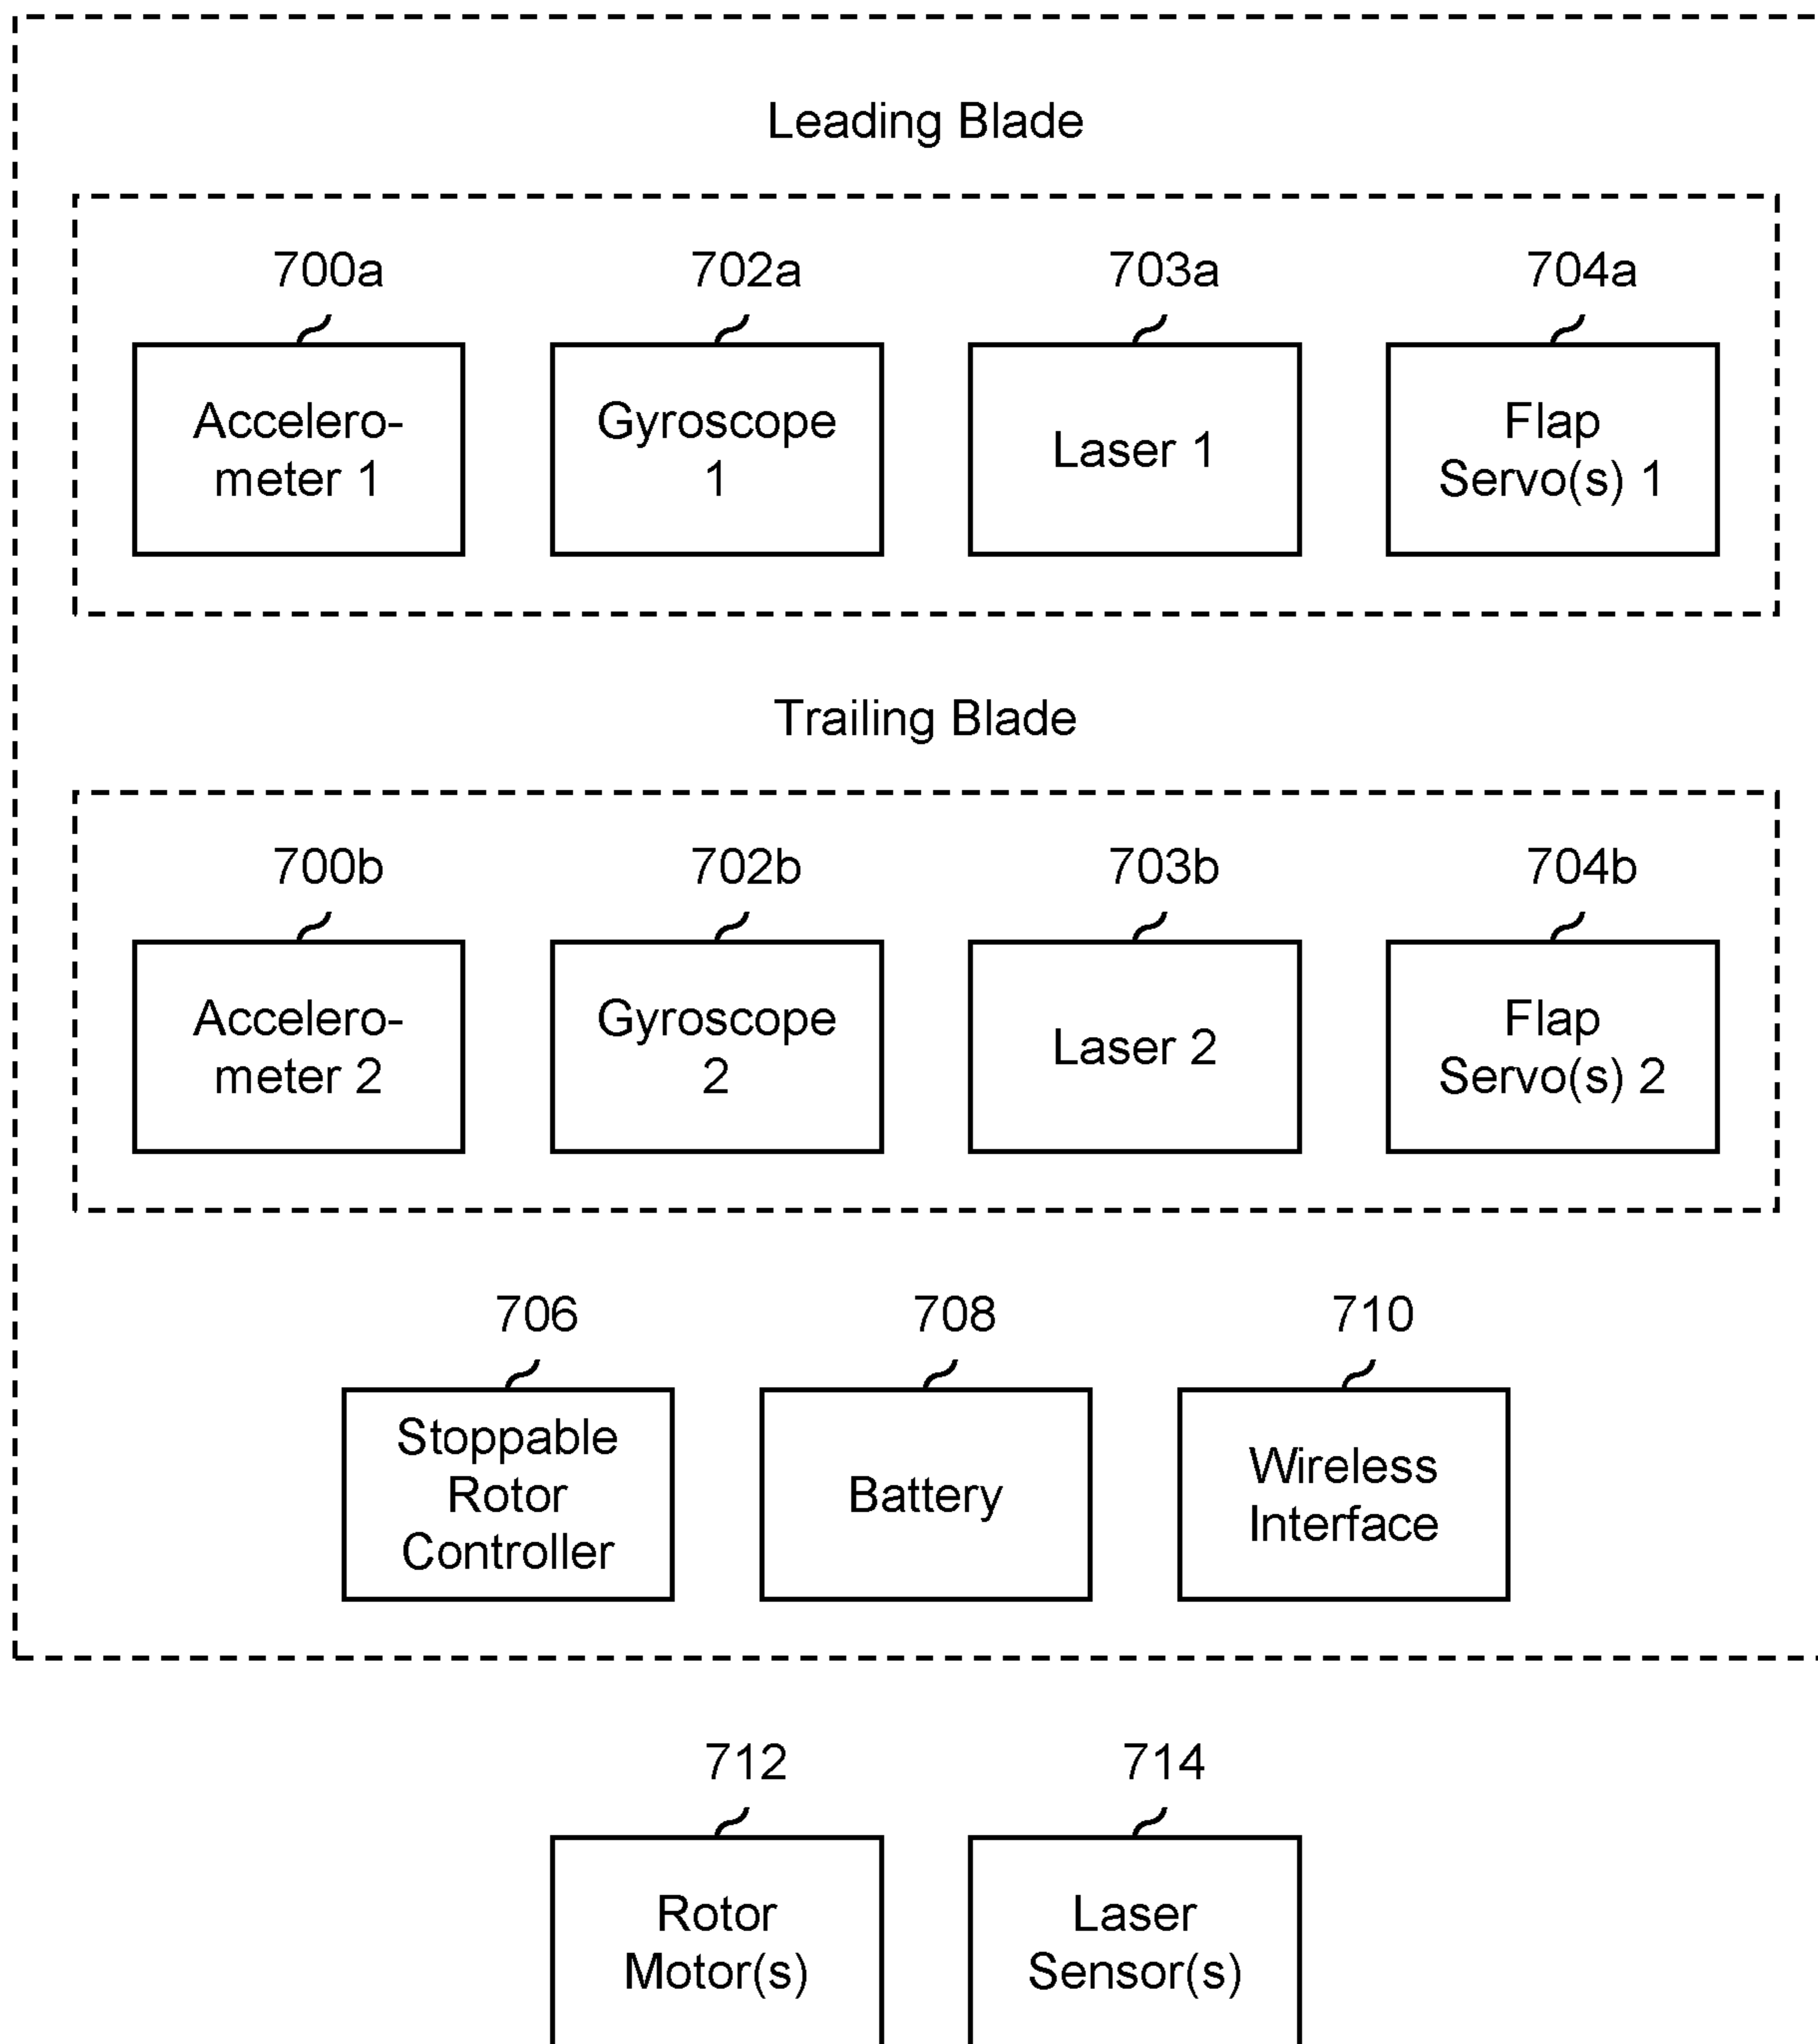 Leading Blade
700a 702a 703a 704a
Accelero-
meter 1
Gyroscope
1
Laser 1
Flap
Servo(s) 1
Trailing Blade
700b 702b 703b 704b
Accelero-
meter 2
Gyroscope
2
Laser 2
Flap
Servo(s) 2
706 708 710
Stoppable
Rotor
Controller
Battery
Wireless
Interface
712 714
Rotor
Motor(s)
Laser
Sensor(s)